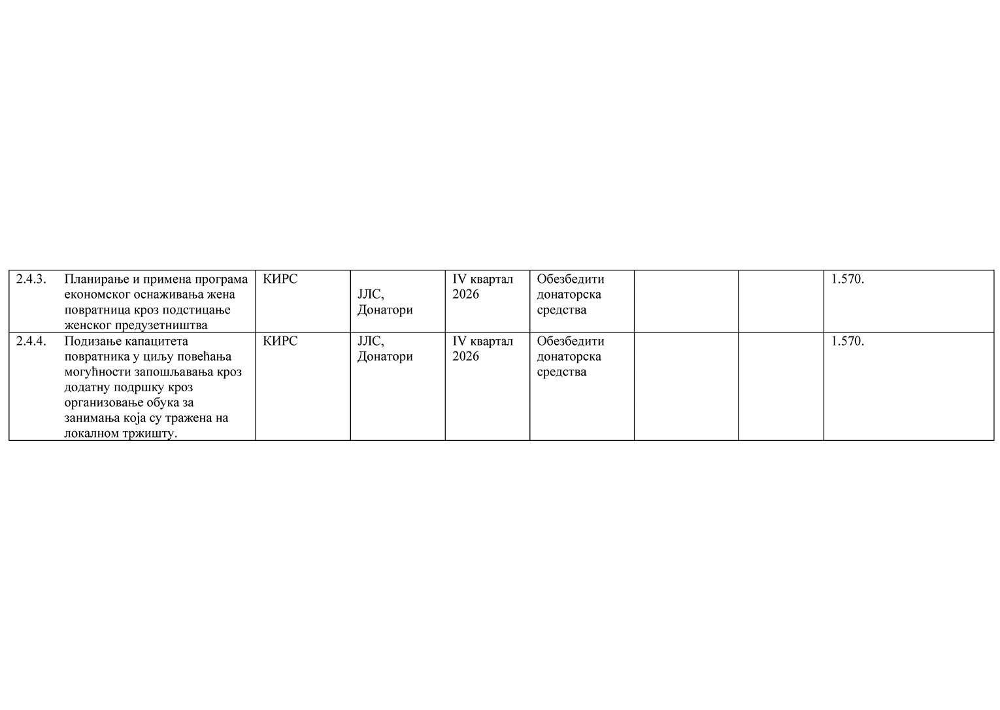 2.4.3. Планирање и примена програма
економског оснаживања жена
повратница кроз подстицање
женског предузетништва
КИРС
ЈЛС,
Донатори
IV квартал
2026
Обезбедити
донаторска
средства
1.570.
2.4.4. Подизање капацитета
повратника у циљу повећања
могућности запошљавања кроз
додатну подршку кроз
организовање обука за
занимања која су тражена на
локалном тржишту.
КИРС
ЈЛС,
Донатори
IV квартал
2026
Обезбедити
донаторска
средства
1.570.